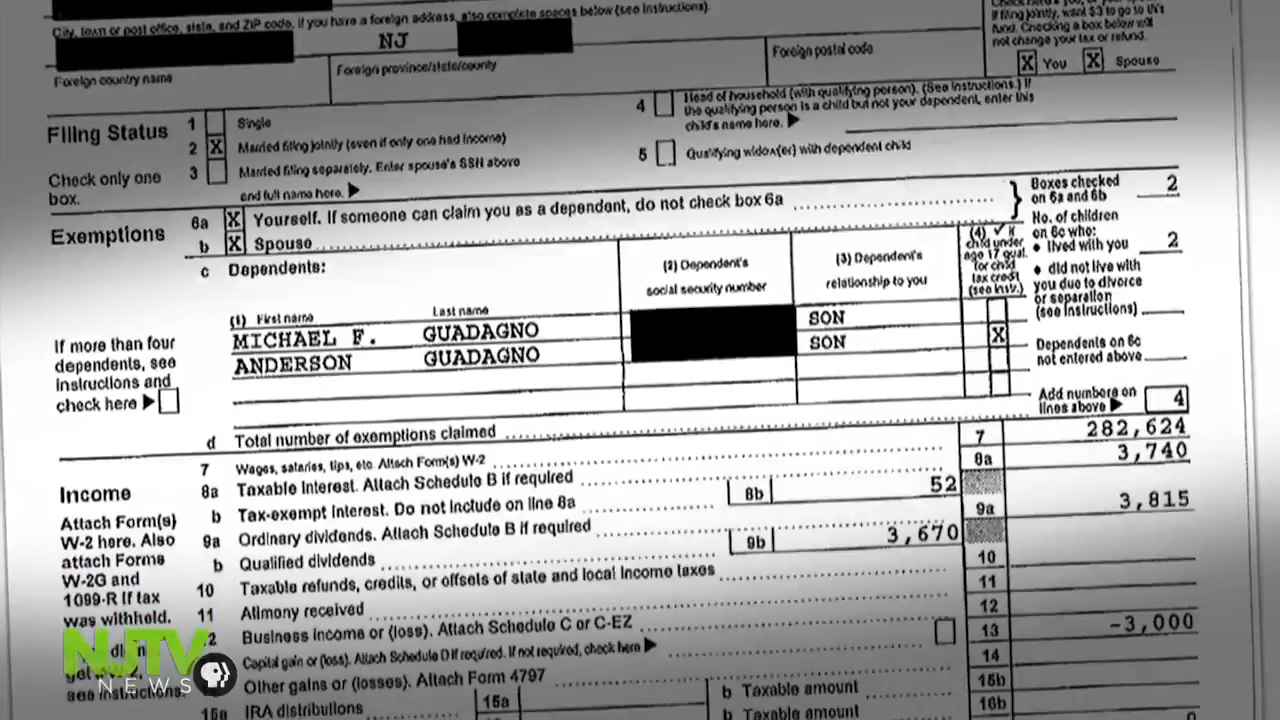 City, town or post office, state, and ZIP code. If you have a foreign address, also complete spaces below (see instructions).
NJ
Foreign country name
Foreign province/state/county
Foreign postal code
if filing jointly, want $3 to go to this
fund. Checking a box below will
not change your tax or refund.
X You X Spouse
Filing Status
Check only one
box.
1 Single
2 X Married filing jointly (even if only one had income)
3 Married filing separately. Enter spouse's SSN above
and full name here. ▶
4 Head of household (with qualifying person). (See instructions.) If
the qualifying person is a child but not your dependent, enter this
child's name here. ▶
5 Qualifying widow(er) with dependent child
Exemptions
6a X Yourself. If someone can claim you as a dependent, do not check box 6a
b X Spouse
Boxes checked
on 6a and 6b 2
No. of children
on 6c who:
• lived with you 2
• did not live with
you due to divorce
or separation
(see instructions)
Dependents on 6c
not entered above
Add numbers on
lines above ▶ 4
c Dependents:
(1) First name Last name
(2) Dependent's
social security number
(3) Dependent's
relationship to you
(4) ✓ if
child under
age 17 qual.
for child
tax credit
(see instr.)
MICHAEL F. GUADAGNO SON
ANDERSON GUADAGNO SON X
If more than four
dependents, see
instructions and
check here ▶
d Total number of exemptions claimed
Income
Attach Form(s)
W-2 here. Also
attach Forms
W-2G and
1099-R if tax
was withheld.
see instructions.
7 Wages, salaries, tips, etc. Attach Form(s) W-2 7 282,624
8a Taxable interest. Attach Schedule B if required 8a 3,740
b Tax-exempt interest. Do not include on line 8a 8b 52
9a Ordinary dividends. Attach Schedule B if required 9a 3,815
b Qualified dividends 9b 3,670
10 Taxable refunds, credits, or offsets of state and local income taxes 10
11 Alimony received 11
12 Business income or (loss). Attach Schedule C or C-EZ 12
Capital gain or (loss). Attach Schedule D if required. If not required, check here ▶ 13 -3,000
Other gains or (losses). Attach Form 4797 14
15a IRA distributions 15a b Taxable amount 15b
b Taxable amount 16b
NJTV
NEWS
PBS